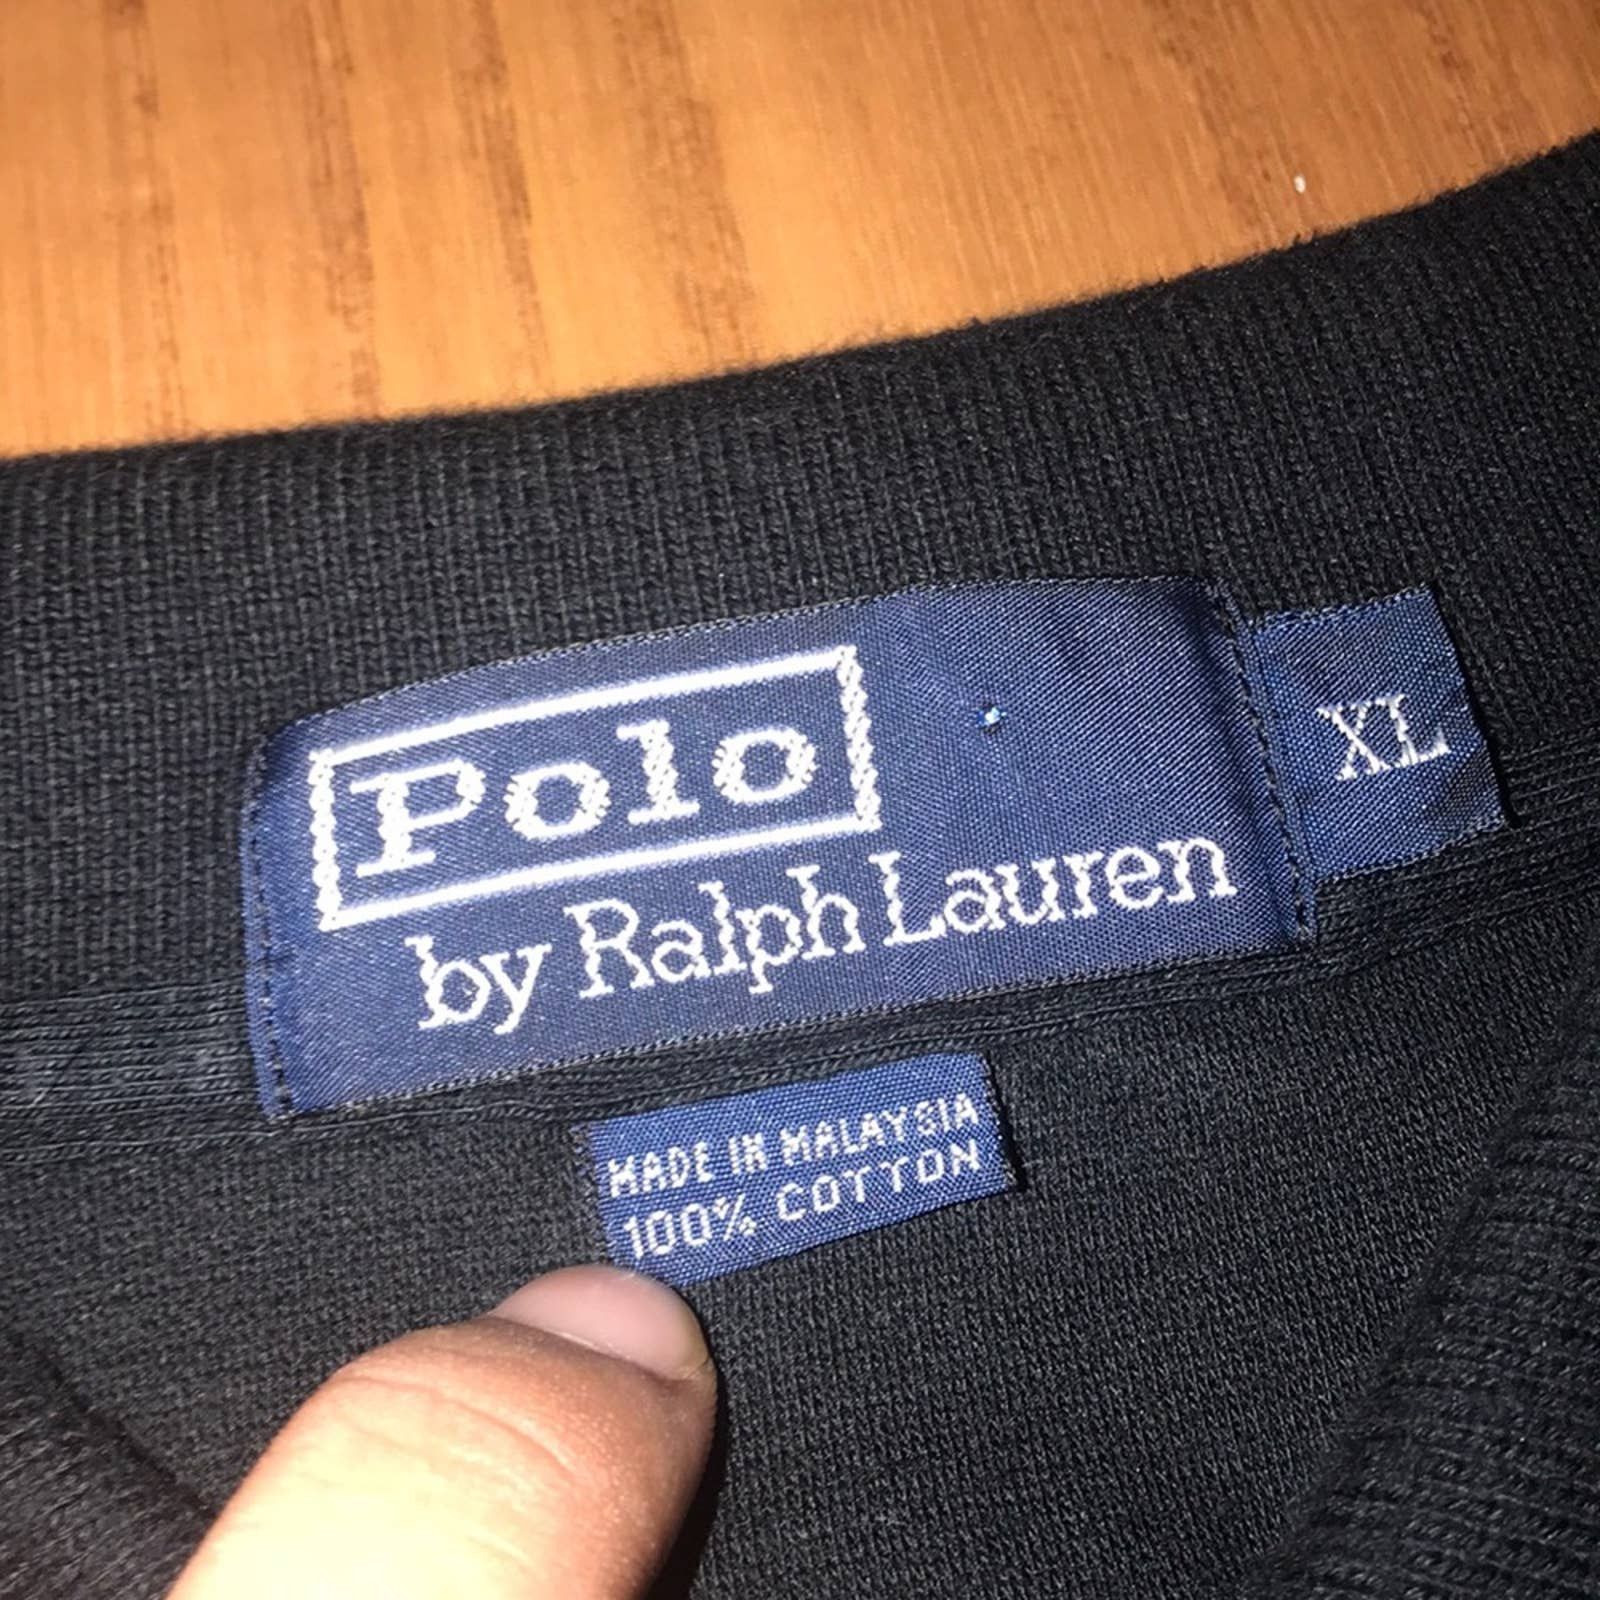 Polo
by Ralph Lauren
XL
MADE IN MALAYSIA
100% COTTON